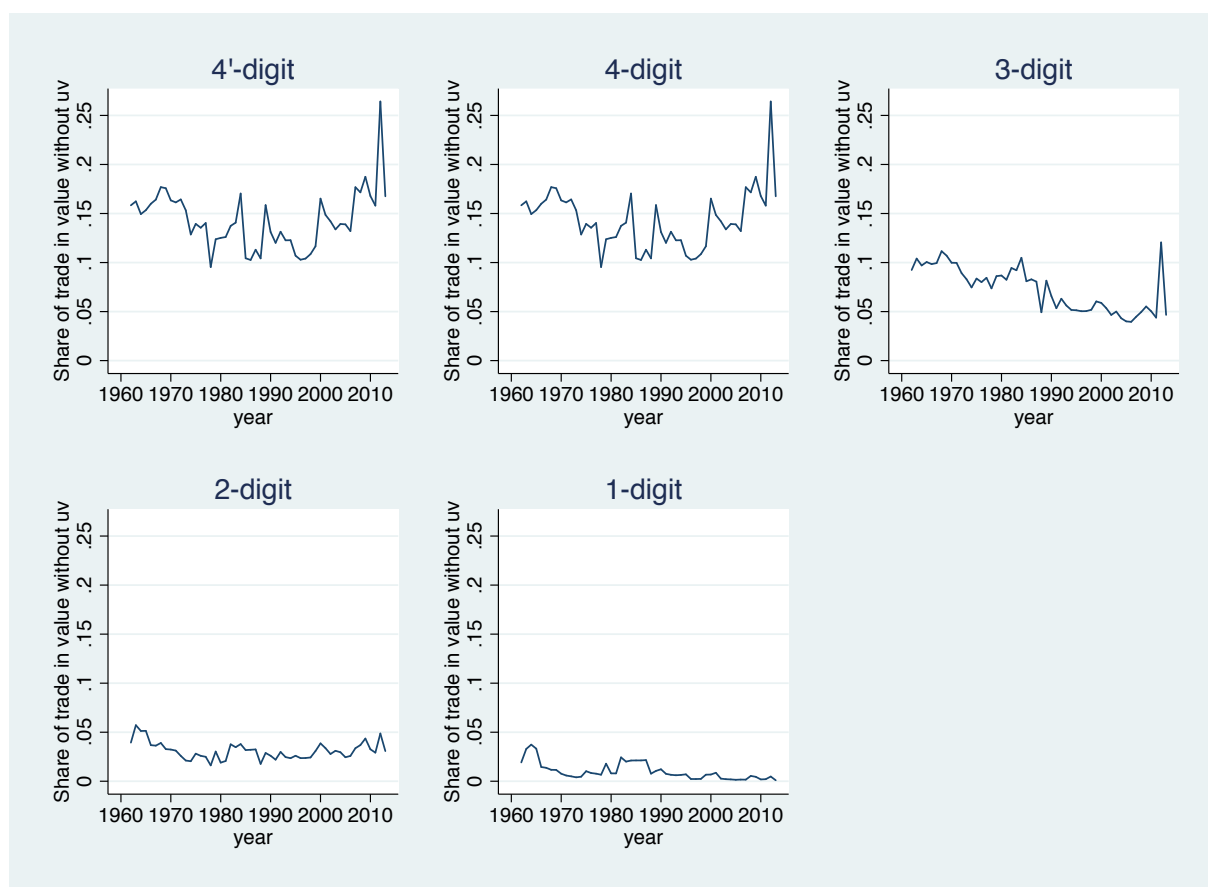 4'-digit
Share of trade in value without uv
0 .05 .1 .15 .2 .25
1960 1970 1980 1990 2000 2010
year
4-digit
Share of trade in value without uv
0 .05 .1 .15 .2 .25
1960 1970 1980 1990 2000 2010
year
3-digit
Share of trade in value without uv
0 .05 .1 .15 .2 .25
1960 1970 1980 1990 2000 2010
year
2-digit
Share of trade in value without uv
0 .05 .1 .15 .2 .25
1960 1970 1980 1990 2000 2010
year
1-digit
Share of trade in value without uv
0 .05 .1 .15 .2 .25
1960 1970 1980 1990 2000 2010
year